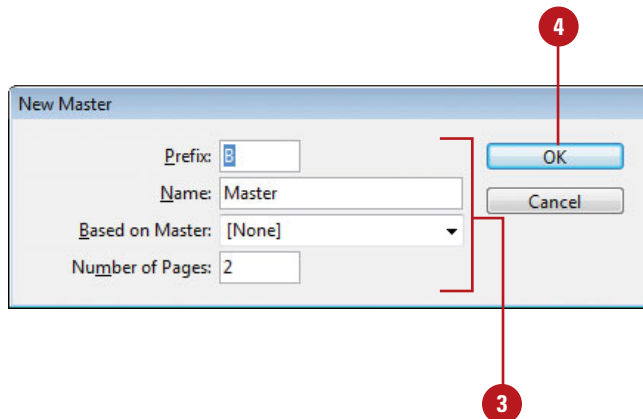 4
New Master
Prefix: B
OK
Name: Master
Cancel
Based on Master: [None]
Number of Pages: 2
3